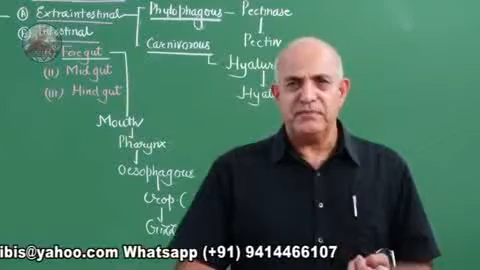 (A) Extraintestinal Phytophagous Pectinase
Intestinal Pectin
Carnivorous
Foregut
(II) Midgut
(III) Hindgut
Mouth
Pharynx
Oesophagous
Crop (
Gizz
ibis@yahoo.com Whatsapp (+91) 9414466107